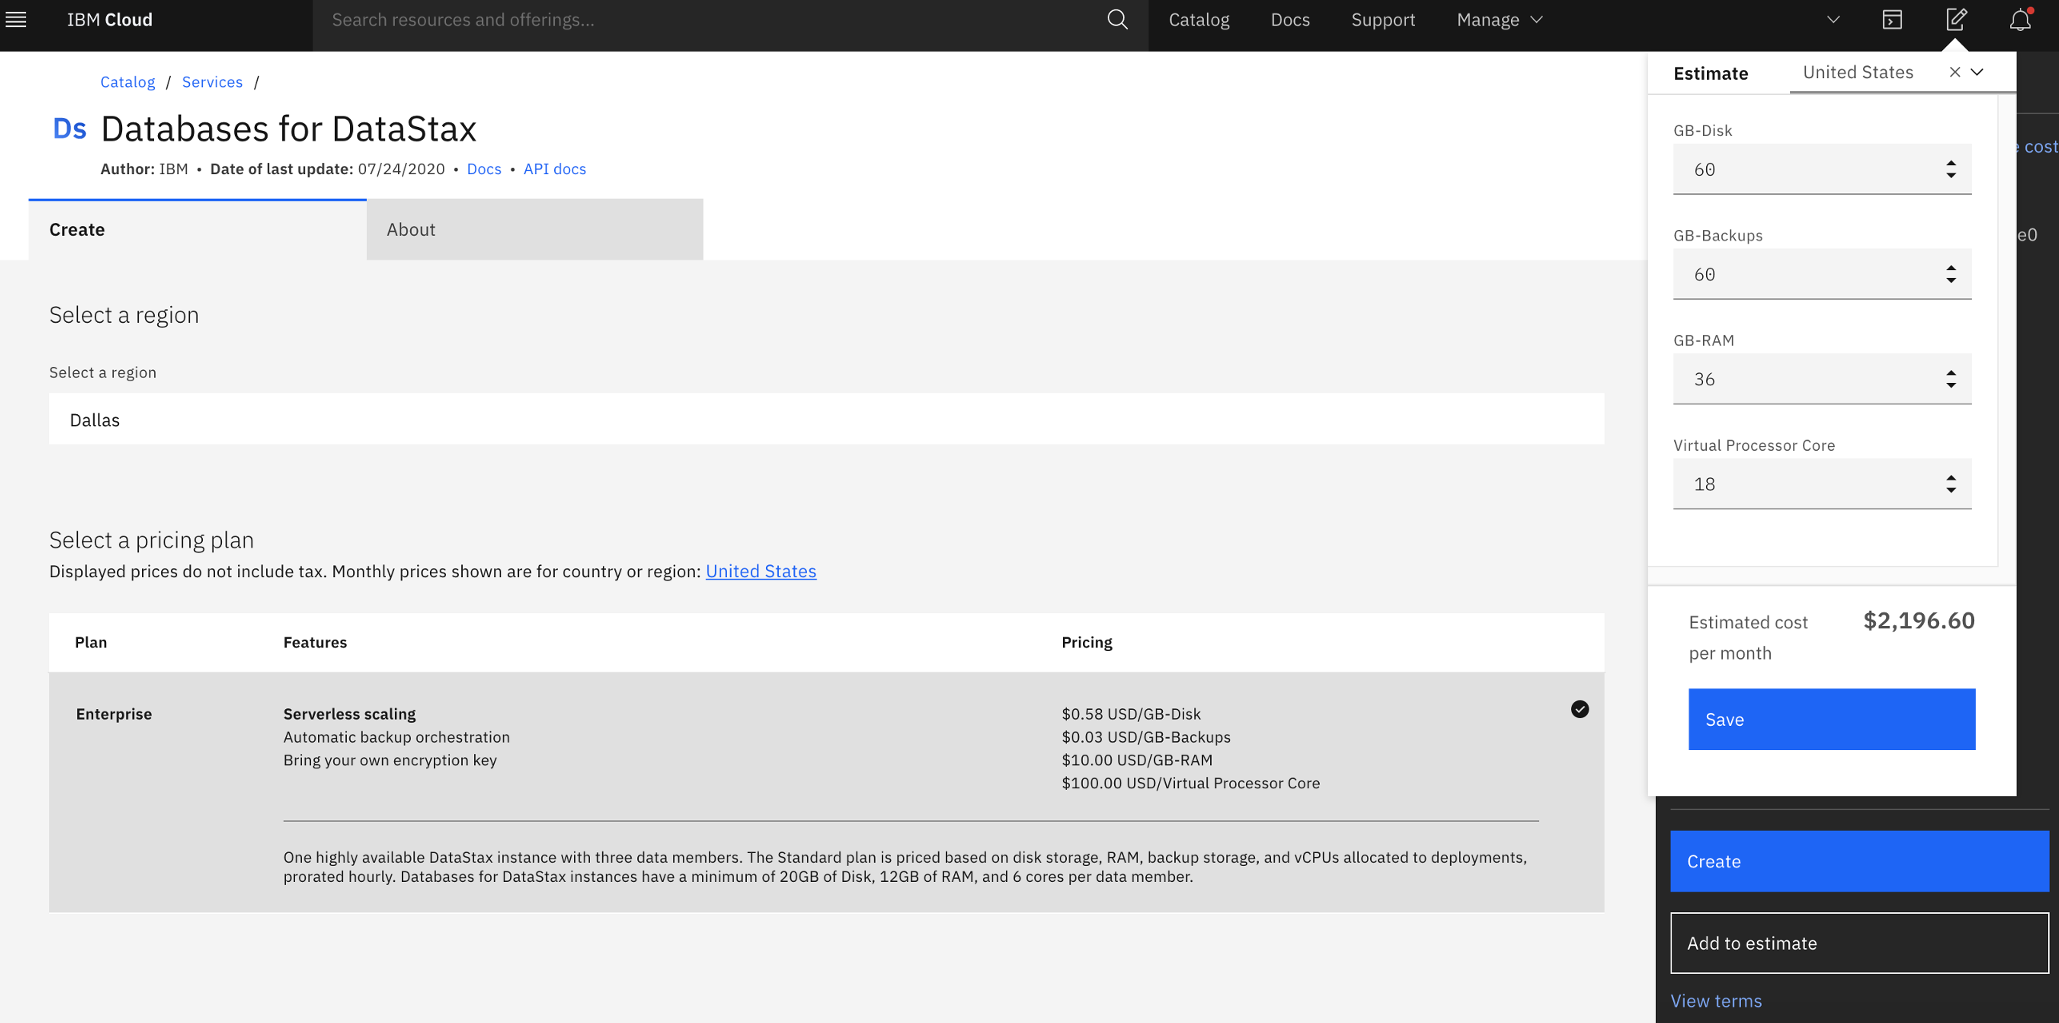 IBM Cloud
Search resources and offerings...
Catalog
Docs
Support
Manage
Catalog / Services /
Ds Databases for DataStax
Author: IBM • Date of last update: 07/24/2020 • Docs • API docs
Create
About
Select a region
Select a region
Dallas
Select a pricing plan
Displayed prices do not include tax. Monthly prices shown are for country or region: United States
Plan
Features
Pricing
Enterprise
Serverless scaling
Automatic backup orchestration
Bring your own encryption key
$0.58 USD/GB-Disk
$0.03 USD/GB-Backups
$10.00 USD/GB-RAM
$100.00 USD/Virtual Processor Core
One highly available DataStax instance with three data members. The Standard plan is priced based on disk storage, RAM, backup storage, and vCPUs allocated to deployments,
prorated hourly. Databases for DataStax instances have a minimum of 20GB of Disk, 12GB of RAM, and 6 cores per data member.
Estimate
United States
GB-Disk
60
GB-Backups
60
GB-RAM
36
Virtual Processor Core
18
Estimated cost
per month
$2,196.60
Save
e cost
e0
Create
Add to estimate
View terms